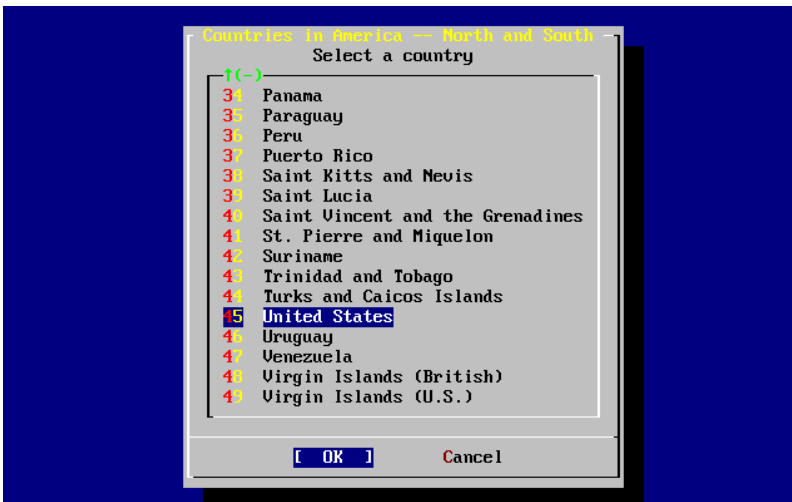 Countries in America -- North and South
Select a country
↑(-)
34 Panama
35 Paraguay
36 Peru
37 Puerto Rico
38 Saint Kitts and Nevis
39 Saint Lucia
40 Saint Vincent and the Grenadines
41 St. Pierre and Miquelon
42 Suriname
43 Trinidad and Tobago
44 Turks and Caicos Islands
45 United States
46 Uruguay
47 Venezuela
48 Virgin Islands (British)
49 Virgin Islands (U.S.)
[ OK ] Cancel